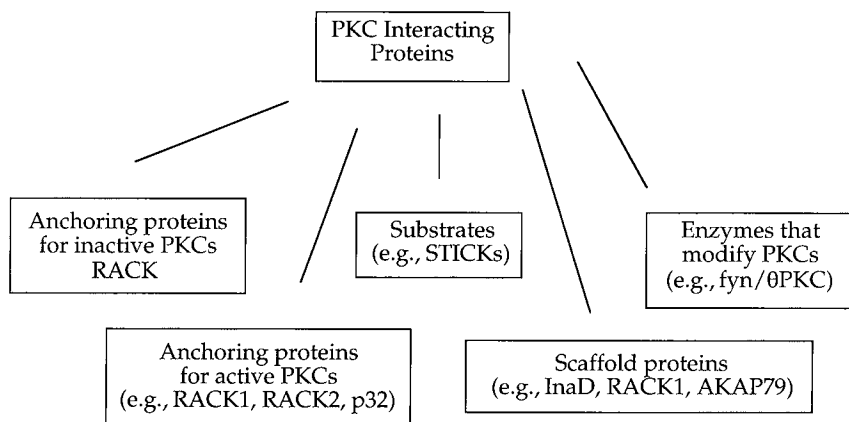 PKC Interacting
Proteins
Anchoring proteins
for inactive PKCs
RACK
Substrates
(e.g., STICKs)
Enzymes that
modify PKCs
(e.g., fyn/θPKC)
Anchoring proteins
for active PKCs
(e.g., RACK1, RACK2, p32)
Scaffold proteins
(e.g., InaD, RACK1, AKAP79)